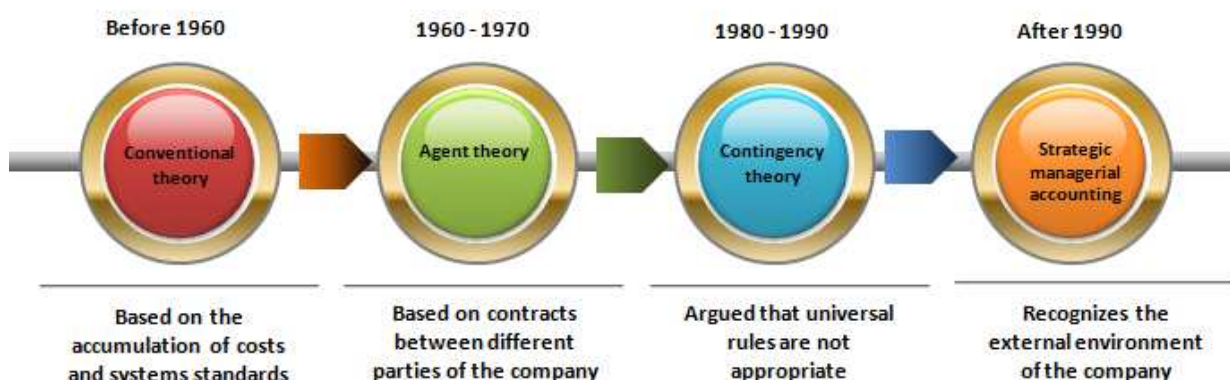 Before 1960
1960 - 1970
1980 - 1990
After 1990
Conventional
theory
Agent theory
Contingency
theory
Strategic
managerial
accounting
Based on the
accumulation of costs
and systems standards
Based on contracts
between different
parties of the company
Argued that universal
rules are not
appropriate
Recognizes the
external environment
of the company